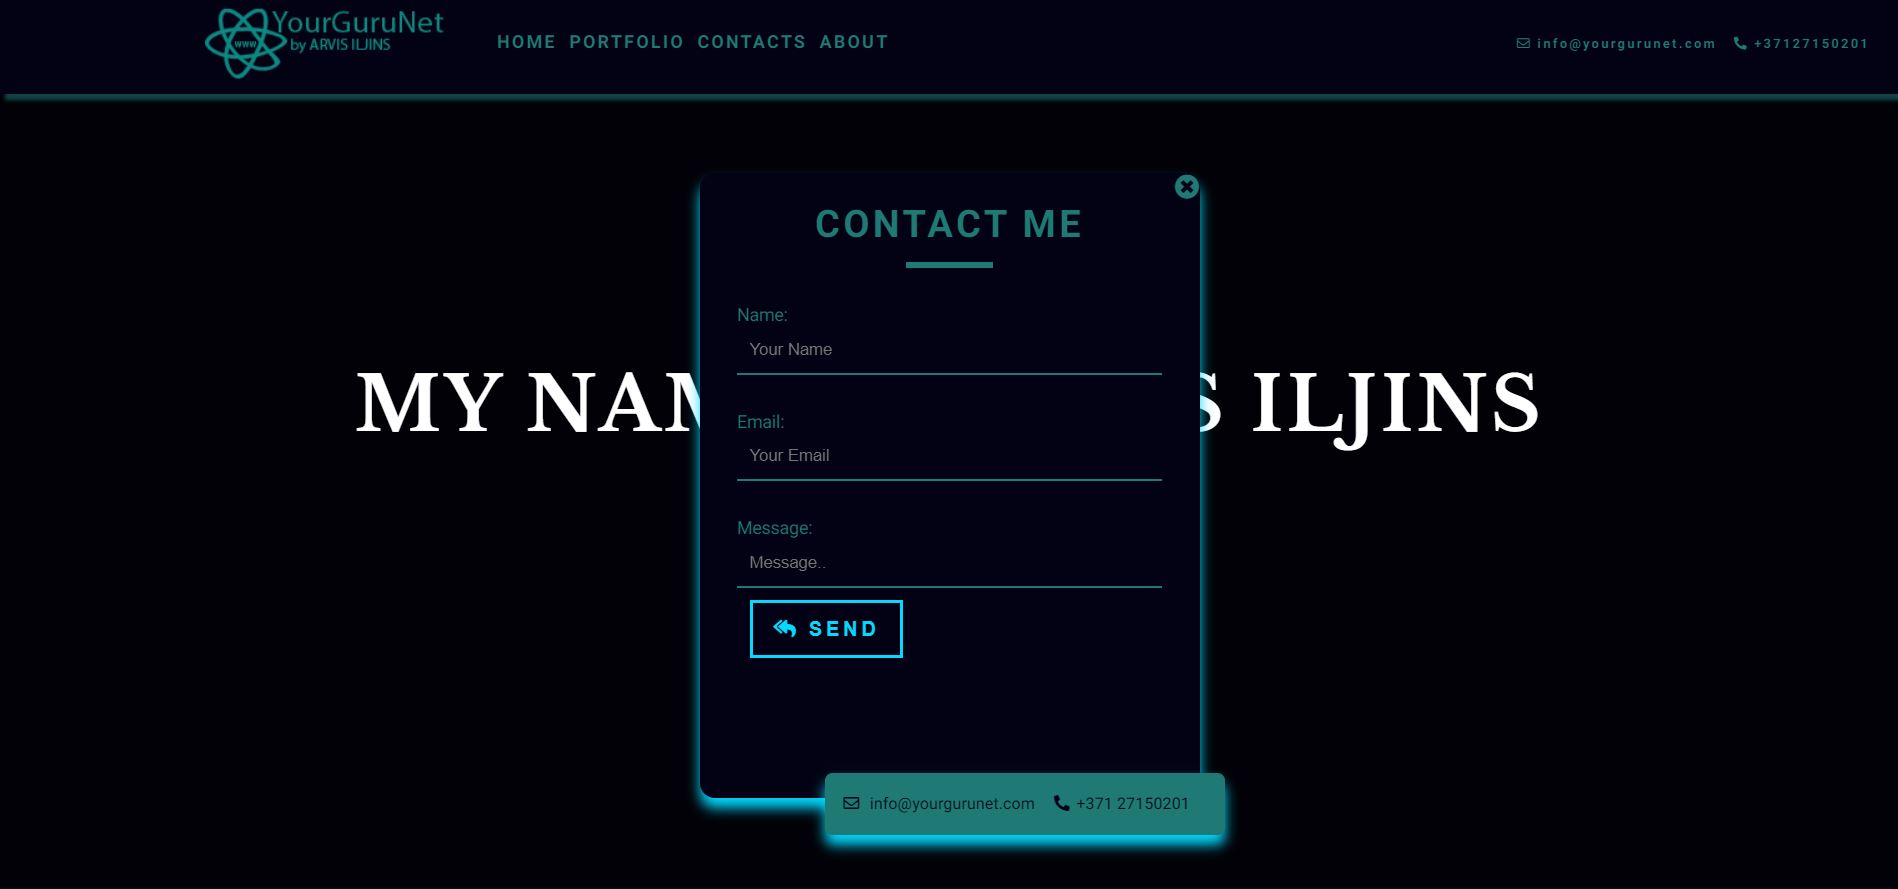 YourGuruNet
www
by ARVIS ILJINS
HOME PORTFOLIO CONTACTS ABOUT
info@yourgurunet.com +37127150201
CONTACT ME
Name:
Your Name
MY NAM S ILJINS
Email:
Your Email
Message:
Message..
SEND
info@yourgurunet.com +371 27150201